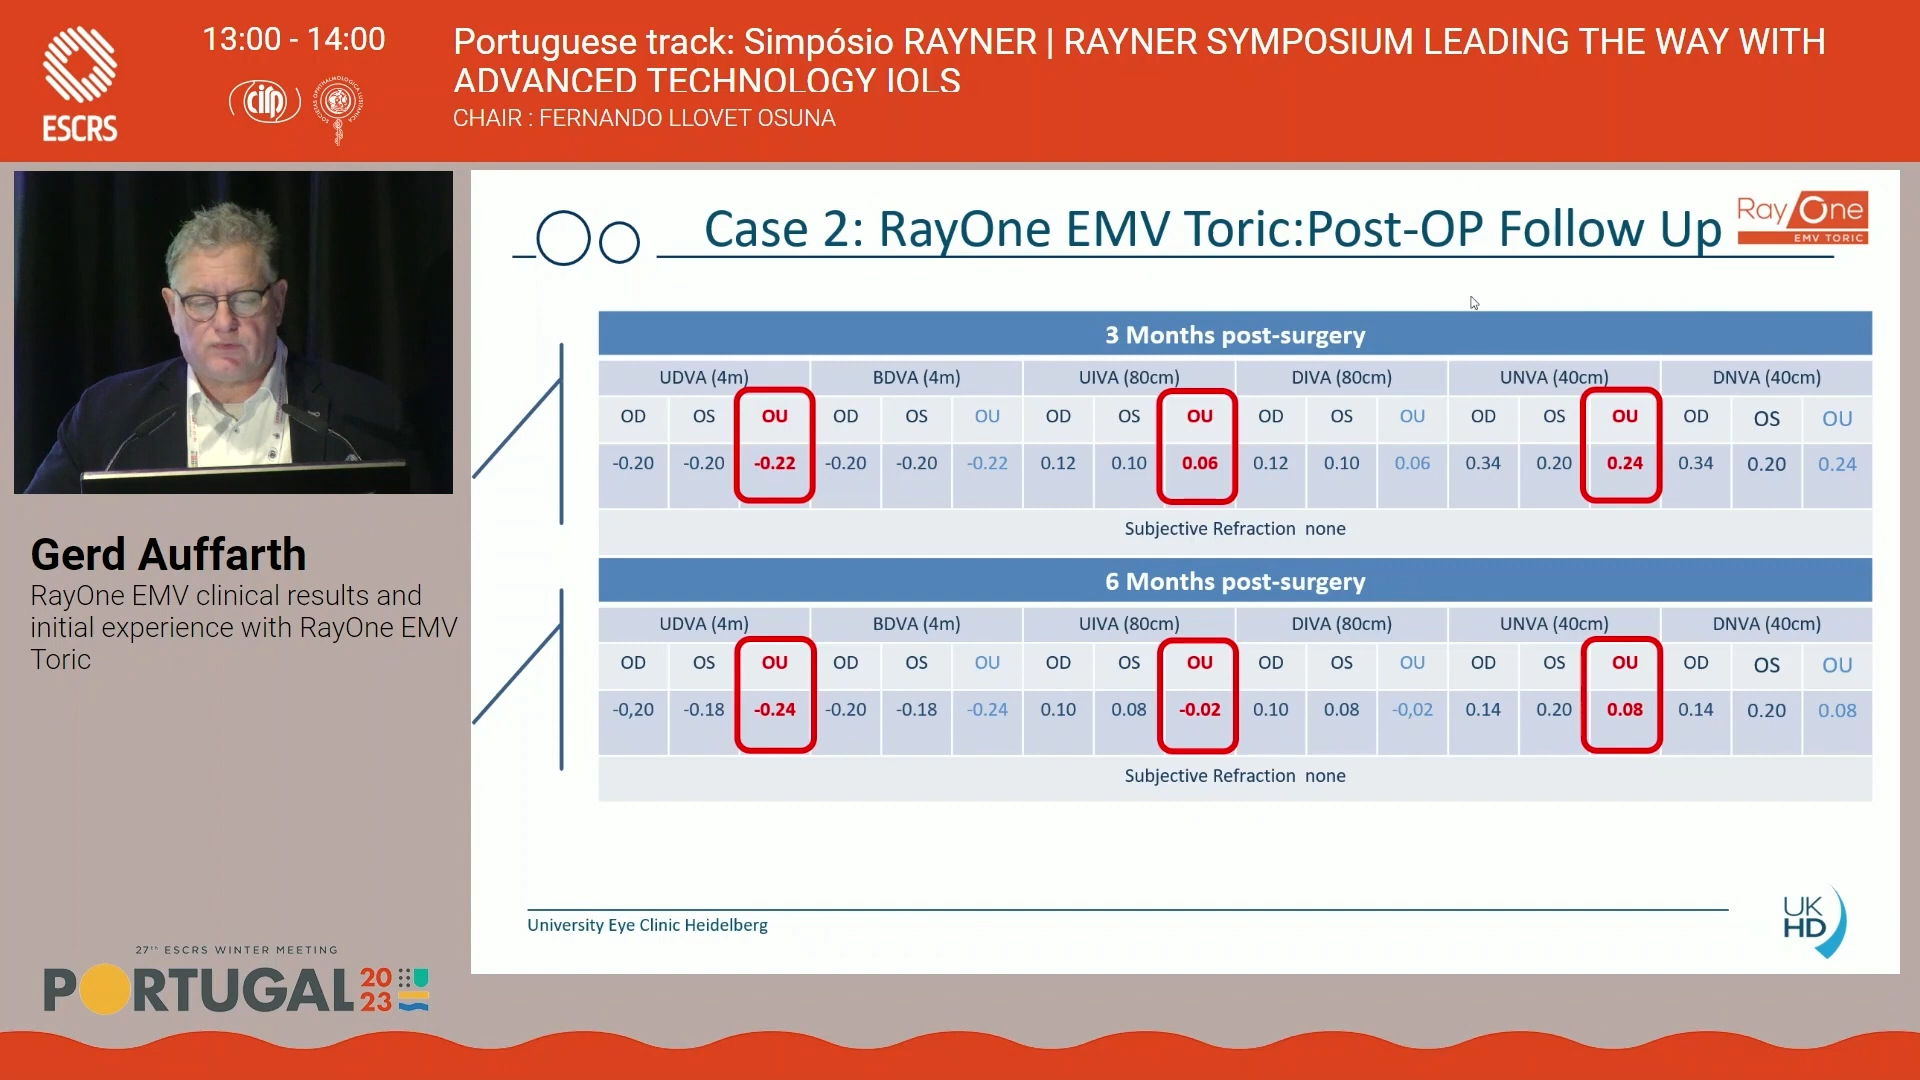 ESCRS
13:00 - 14:00
cirp
Portuguese track: Simpósio RAYNER | RAYNER SYMPOSIUM LEADING THE WAY WITH
ADVANCED TECHNOLOGY IOLS
CHAIR : FERNANDO LLOVET OSUNA
Gerd Auffarth
RayOne EMV clinical results and
initial experience with RayOne EMV
Toric
27TH ESCRS WINTER MEETING
PORTUGAL 20
23
Case 2: RayOne EMV Toric:Post-OP Follow Up
RayOne
EMV TORIC
3 Months post-surgery
UDVA (4m) BDVA (4m) UIVA (80cm) DIVA (80cm) UNVA (40cm) DNVA (40cm)
OD OS OU OD OS OU OD OS OU OD OS OU OD OS OU OD OS OU
-0.20 -0.20 -0.22 -0.20 -0.20 -0.22 0.12 0.10 0.06 0.12 0.10 0.06 0.34 0.20 0.24 0.34 0.20 0.24
Subjective Refraction none
6 Months post-surgery
UDVA (4m) BDVA (4m) UIVA (80cm) DIVA (80cm) UNVA (40cm) DNVA (40cm)
OD OS OU OD OS OU OD OS OU OD OS OU OD OS OU OD OS OU
-0,20 -0.18 -0.24 -0.20 -0.18 -0.24 0.10 0.08 -0.02 0.10 0.08 -0,02 0.14 0.20 0.08 0.14 0.20 0.08
Subjective Refraction none
University Eye Clinic Heidelberg
UK
HD